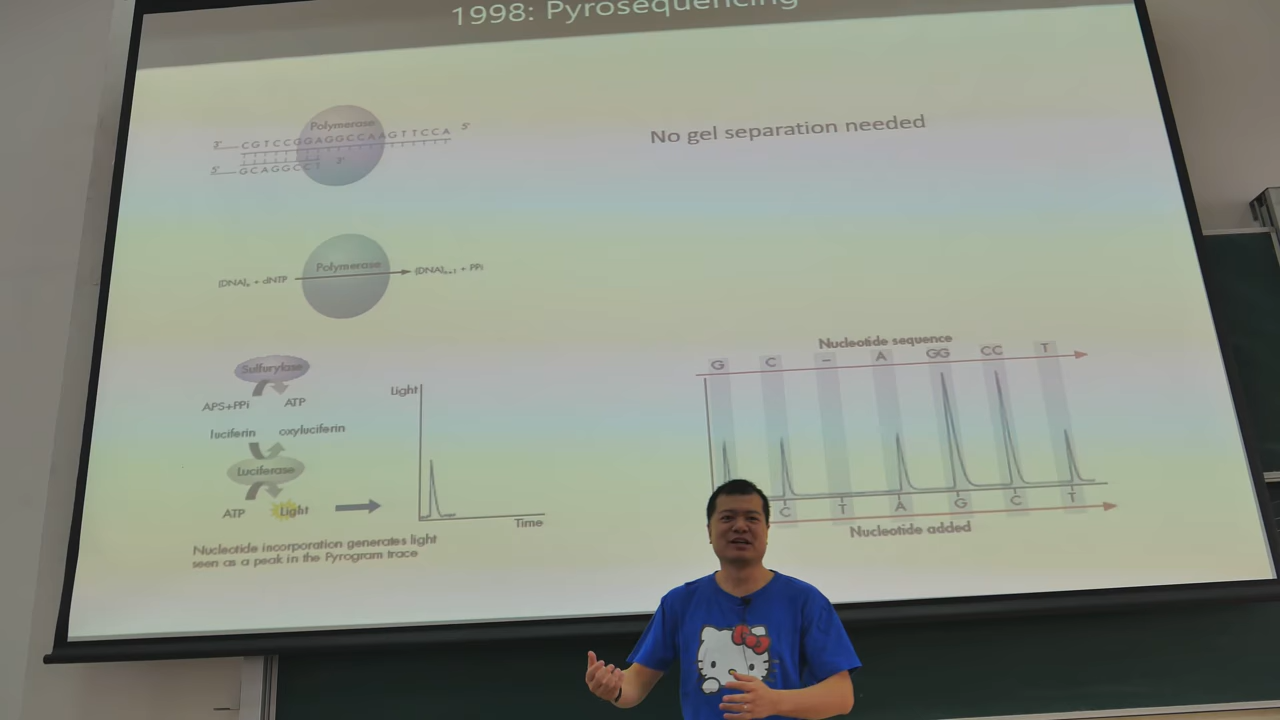 1998: Pyrosequencing
Polymerase
3' CGTCCGGAGGCCAAGTTCCA 5'
5' GCAGGCCT 3'
No gel separation needed
Polymerase
(DNA)n + dNTP
(DNA)n+1 + PPi
Sulfurylase
APS+PPi ATP
luciferin oxyluciferin
Luciferase
ATP Light
Light
Time
Nucleotide incorporation generates light
seen as a peak in the Pyrogram trace
Nucleotide sequence
G C – A GG CC T
C T A G C T
Nucleotide added